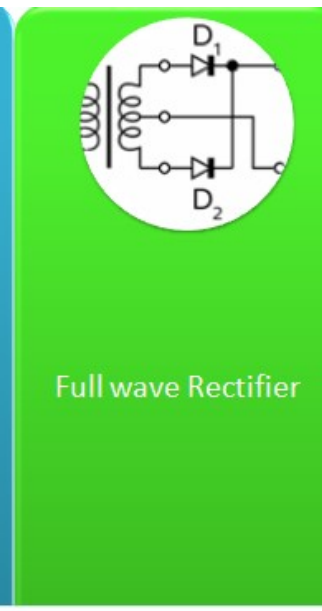 D₁
D₂
Full wave Rectifier